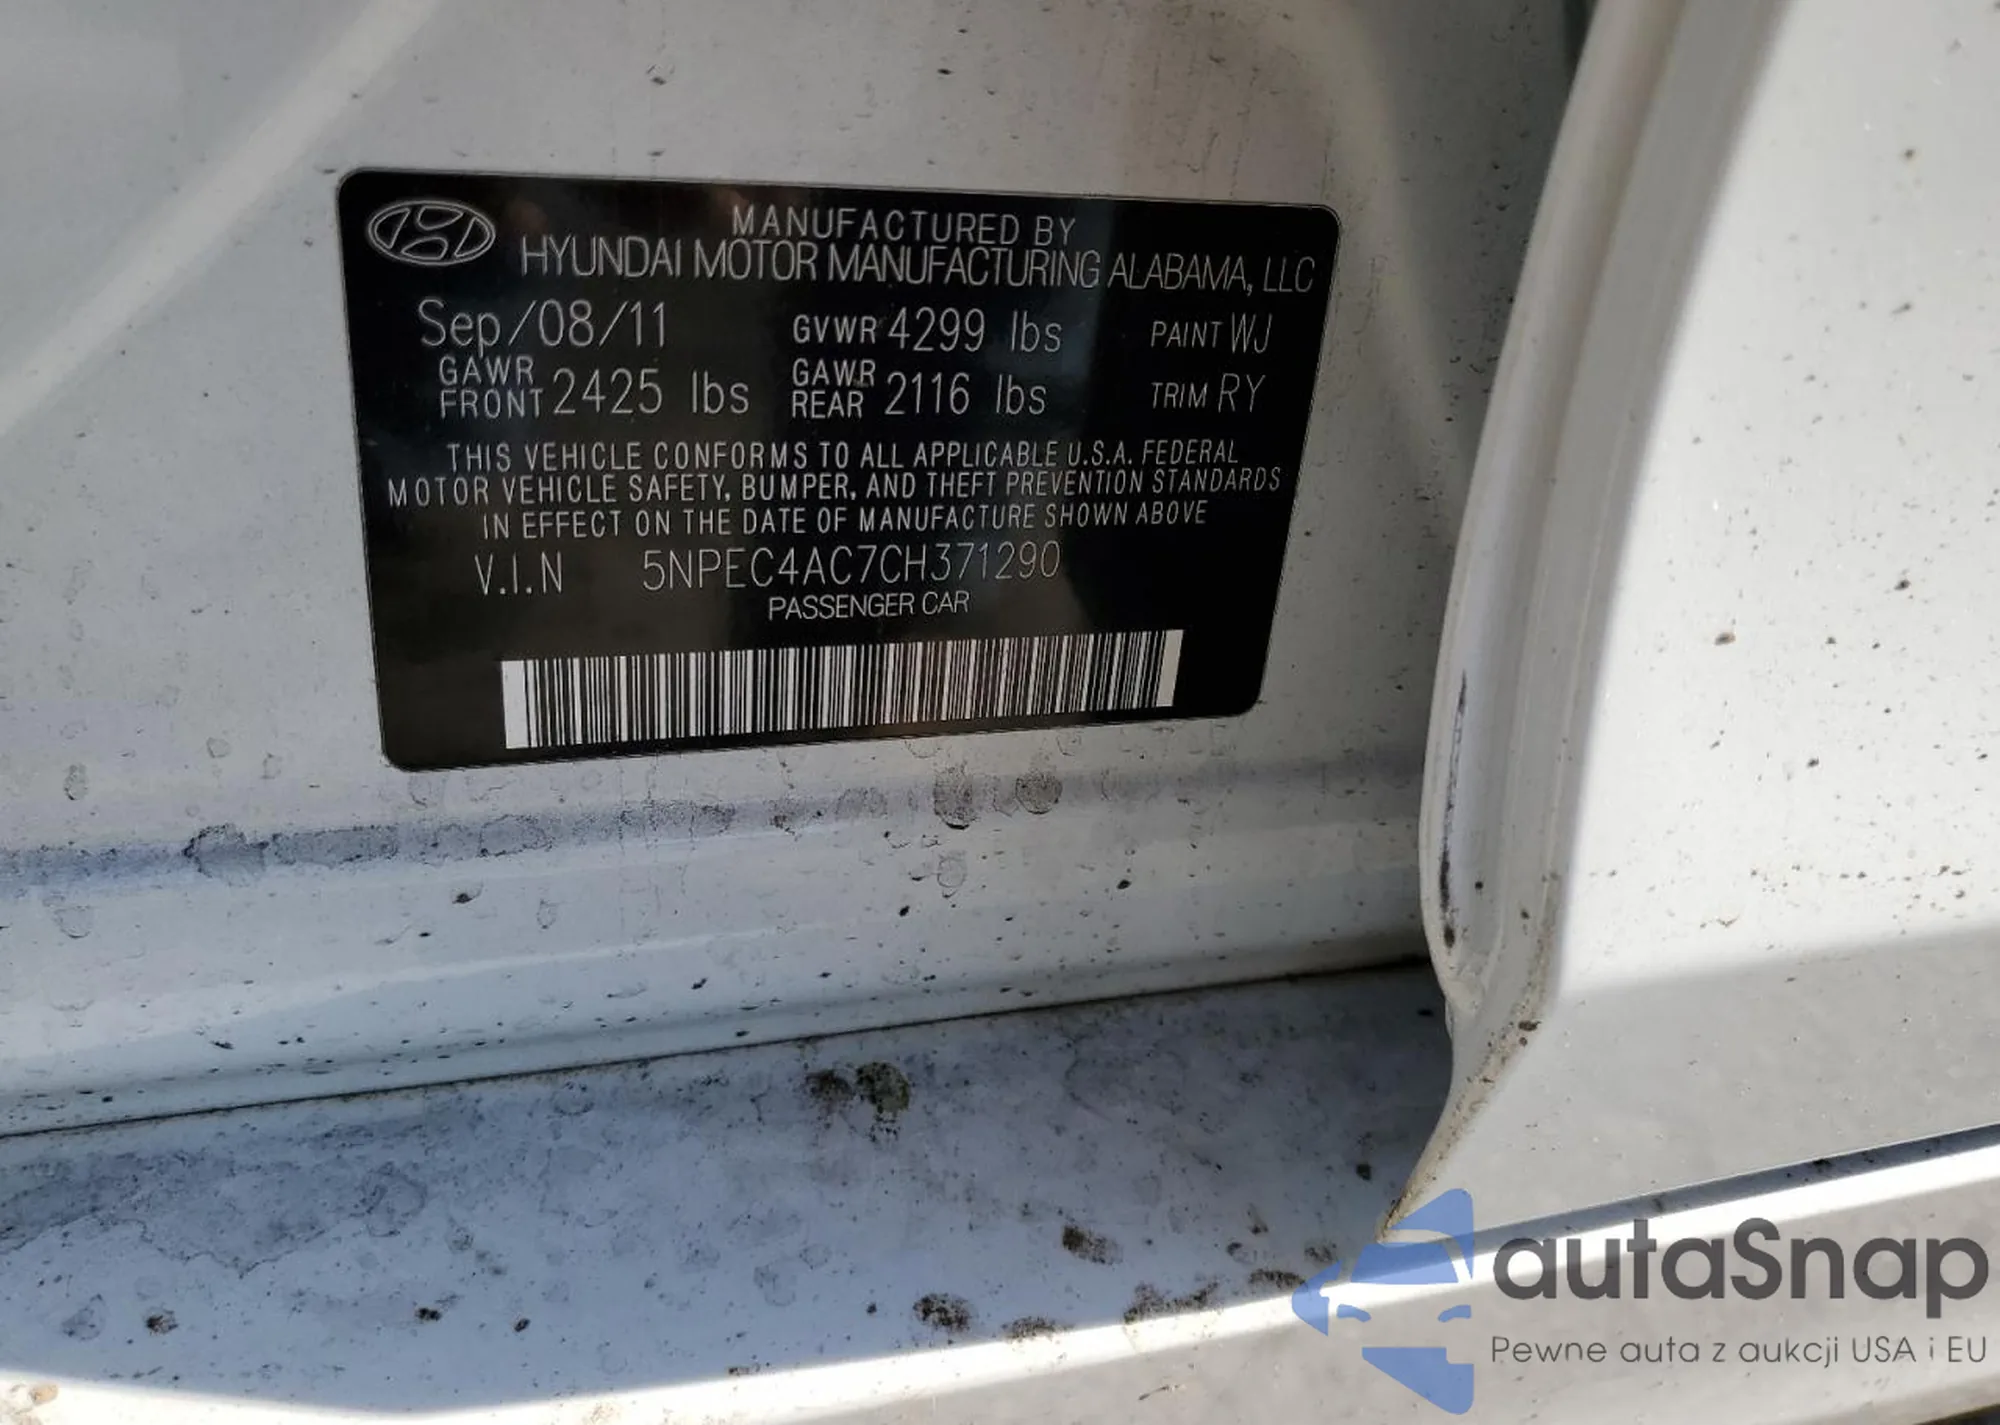 MANUFACTURED BY
HYUNDAI MOTOR MANUFACTURING ALABAMA, LLC
Sep/08/11 GVWR 4299 lbs PAINT WJ
GAWR FRONT 2425 lbs GAWR REAR 2116 lbs TRIM RY
THIS VEHICLE CONFORMS TO ALL APPLICABLE U.S.A. FEDERAL
MOTOR VEHICLE SAFETY, BUMPER, AND THEFT PREVENTION STANDARDS
IN EFFECT ON THE DATE OF MANUFACTURE SHOWN ABOVE
V.I.N 5NPEC4AC7CH371290
PASSENGER CAR
autaSnap
Pewne auta z aukcji USA i EU